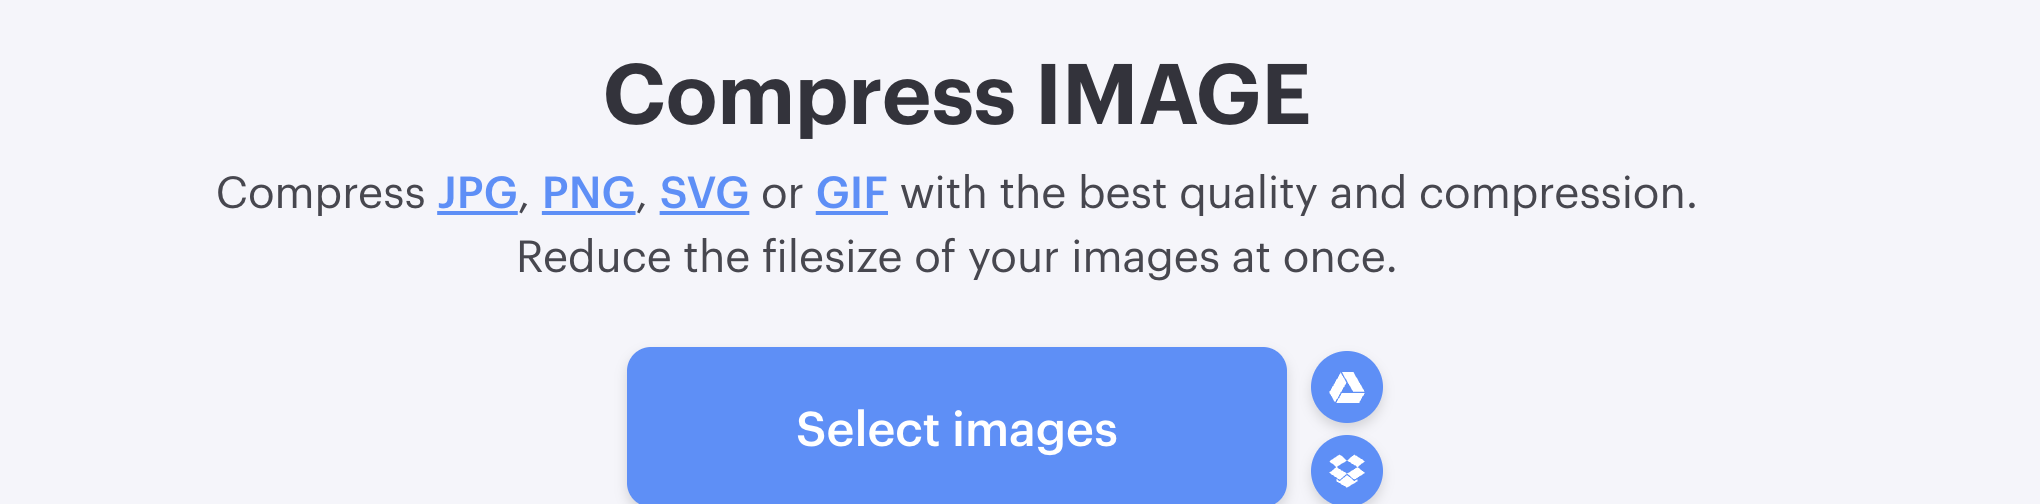 Compress IMAGE
Compress JPG, PNG, SVG or GIF with the best quality and compression.
Reduce the filesize of your images at once.
Select images